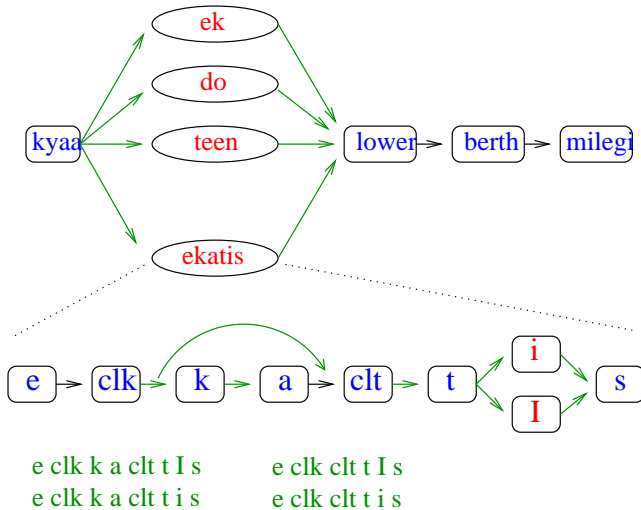 ek
do
kyaa teen lower berth milegi
ekatis
i
e clk k a clt t s
I
e clk k a clt t I s e clk clt t I s
e clk k a clt t i s e clk clt t i s